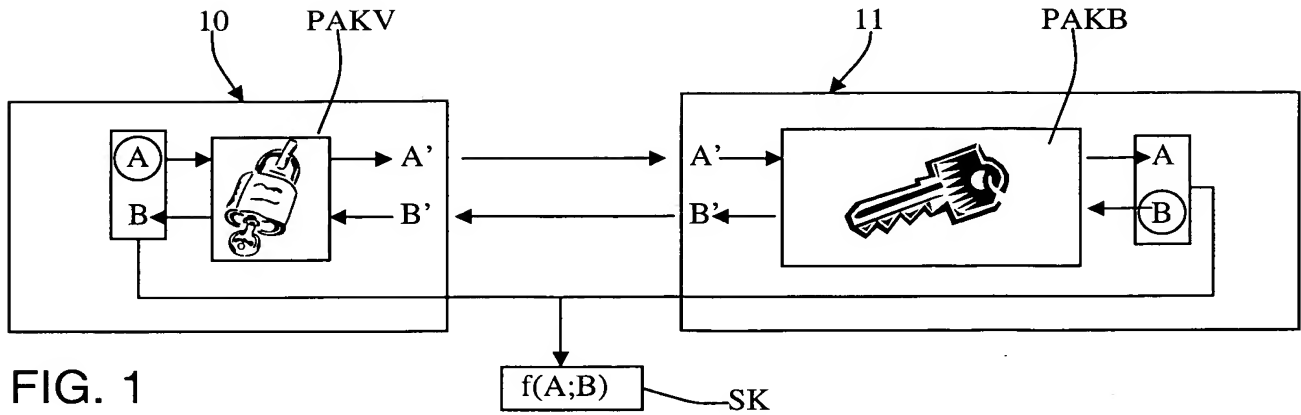 10 PAKV 11 PAKB
A A' A' A
B B' B' B
f(A;B)
SK
FIG. 1